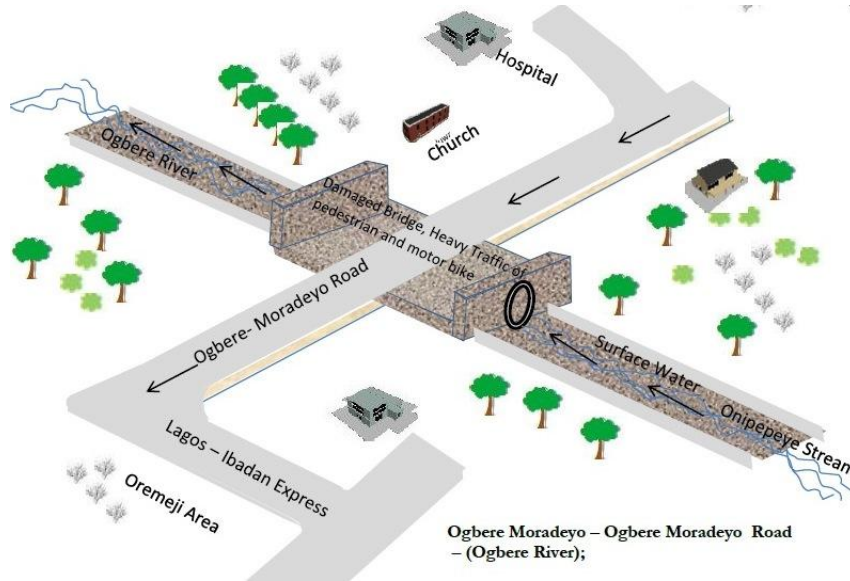 Hospital
Church
Ogbere River
Damaged Bridge, Heavy Traffic of
pedestrian and motor bike
Ogbere- Moradeyo Road
Surface Water
Onipepeye Stream
Lagos – Ibadan Express
Oremeji Area
Ogbere Moradeyo – Ogbere Moradeyo Road
– (Ogbere River);